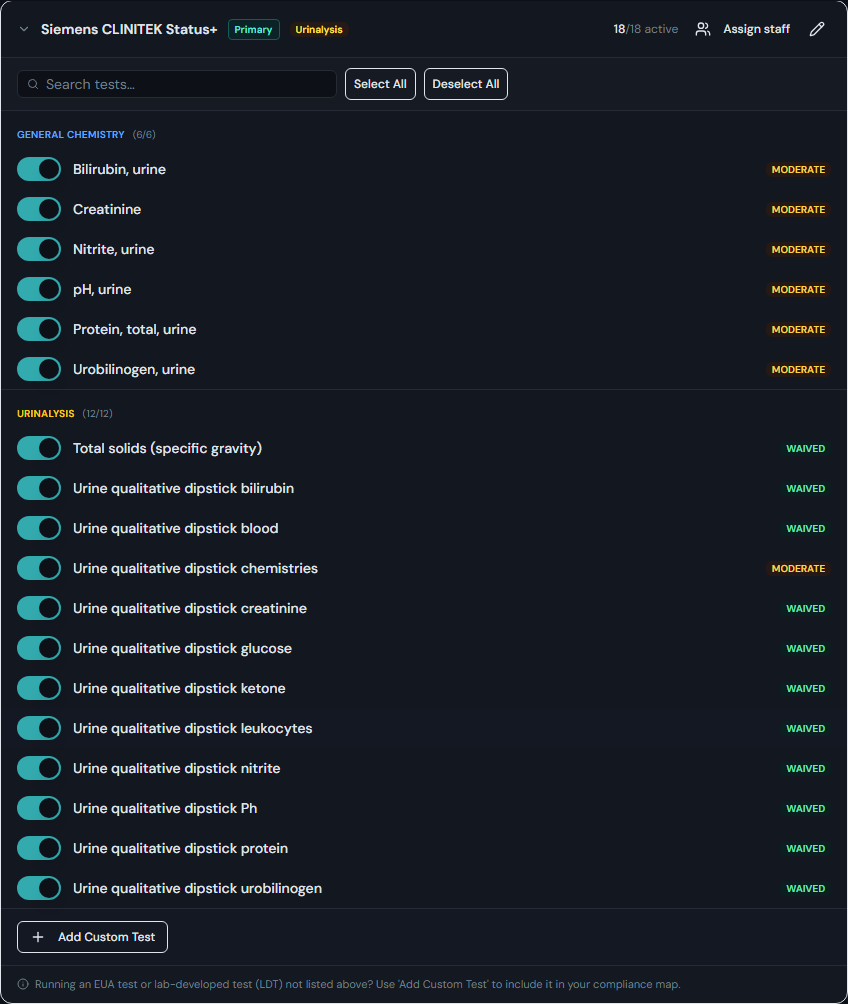 Siemens CLINITEK Status+ Primary Urinalysis 18/18 active Assign staff
Search tests... Select All Deselect All
GENERAL CHEMISTRY (6/6)
Bilirubin, urine MODERATE
Creatinine MODERATE
Nitrite, urine MODERATE
pH, urine MODERATE
Protein, total, urine MODERATE
Urobilinogen, urine MODERATE
URINALYSIS (12/12)
Total solids (specific gravity) WAIVED
Urine qualitative dipstick bilirubin WAIVED
Urine qualitative dipstick blood WAIVED
Urine qualitative dipstick chemistries MODERATE
Urine qualitative dipstick creatinine WAIVED
Urine qualitative dipstick glucose WAIVED
Urine qualitative dipstick ketone WAIVED
Urine qualitative dipstick leukocytes WAIVED
Urine qualitative dipstick nitrite WAIVED
Urine qualitative dipstick Ph WAIVED
Urine qualitative dipstick protein WAIVED
Urine qualitative dipstick urobilinogen WAIVED
+ Add Custom Test
Running an EUA test or lab-developed test (LDT) not listed above? Use 'Add Custom Test' to include it in your compliance map.